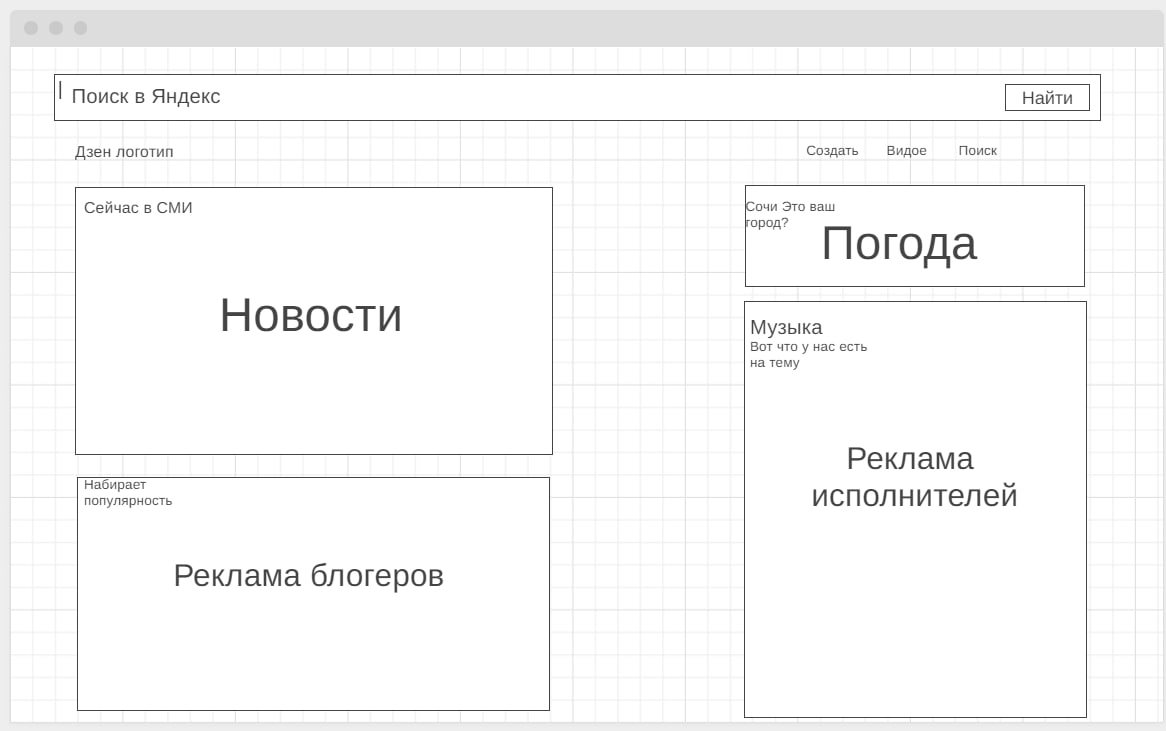 Поиск в Яндекс
Найти
Дзен логотип
Создать
Видое
Поиск
Сейчас в СМИ
Новости
Сочи Это ваш
город?
Погода
Музыка
Вот что у нас есть
на тему
Реклама
исполнителей
Набирает
популярность
Реклама блогеров